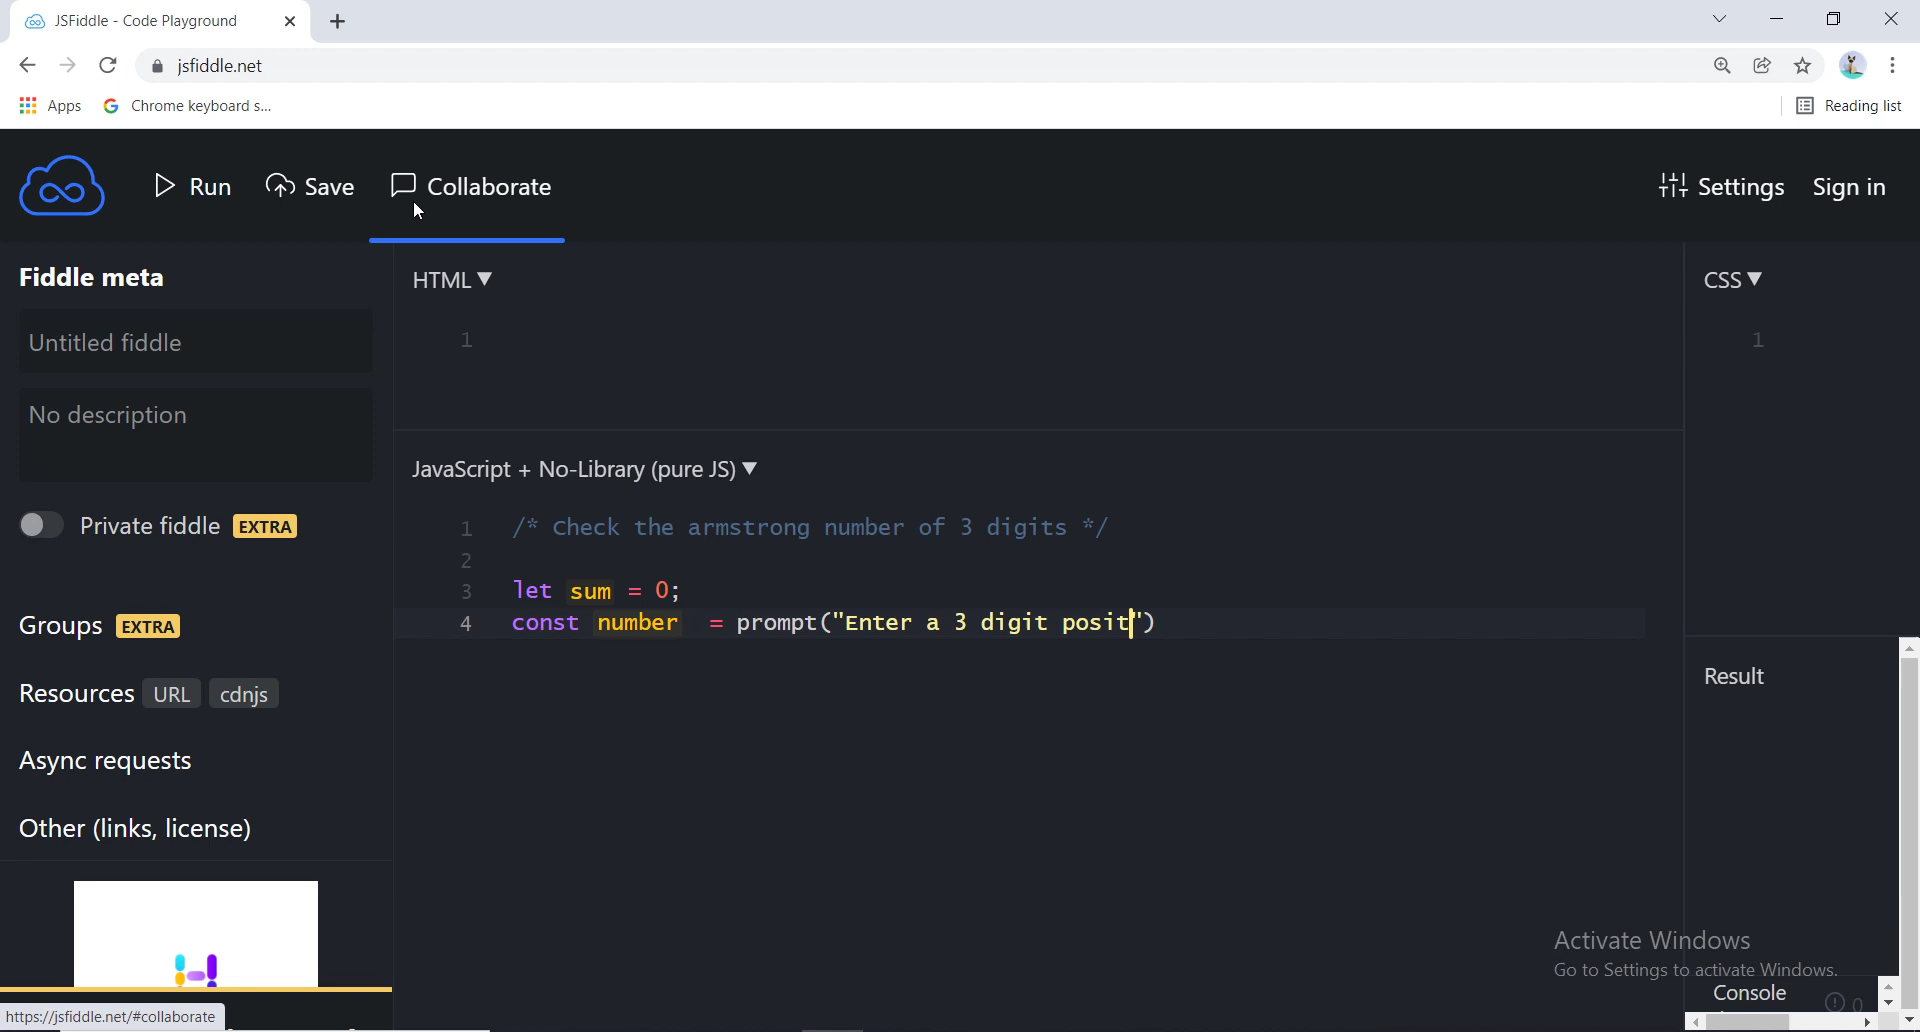 JSFiddle - Code Playground
jsfiddle.net
Apps Chrome keyboard s... Reading list
Run Save Collaborate Settings Sign in
Fiddle meta
Untitled fiddle
No description
Private fiddle EXTRA
Groups EXTRA
Resources URL cdnjs
Async requests
Other (links, license)
https://jsfiddle.net/#collaborate
HTML
1
JavaScript + No-Library (pure JS)
1 /* Check the armstrong number of 3 digits */
2
3 let sum = 0;
4 const number = prompt("Enter a 3 digit posit")
CSS
1
Result
Activate Windows
Go to Settings to activate Windows.
Console
0